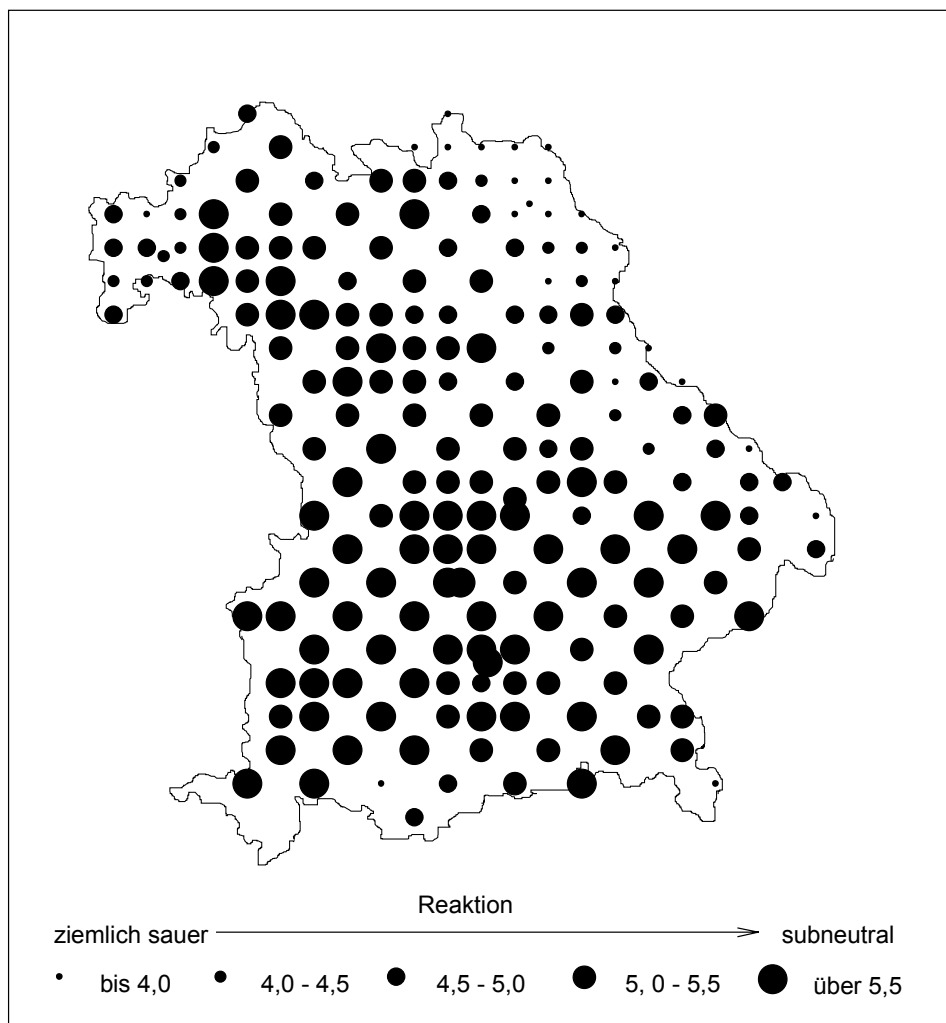 Reaktion
ziemlich sauer subneutral
bis 4,0 4,0 - 4,5 4,5 - 5,0 5, 0 - 5,5 über 5,5